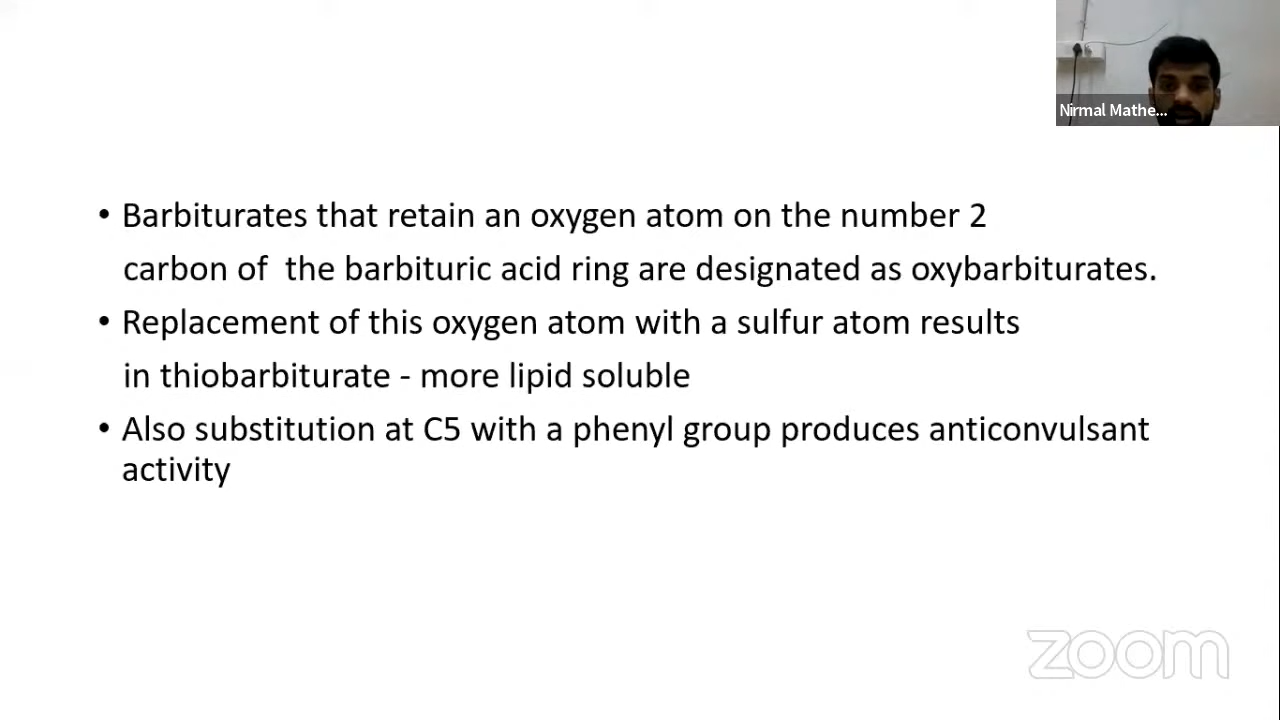 Nirmal Mathe...
• Barbiturates that retain an oxygen atom on the number 2
carbon of  the barbituric acid ring are designated as oxybarbiturates.
• Replacement of this oxygen atom with a sulfur atom results
in thiobarbiturate - more lipid soluble
• Also substitution at C5 with a phenyl group produces anticonvulsant
activity
zoom